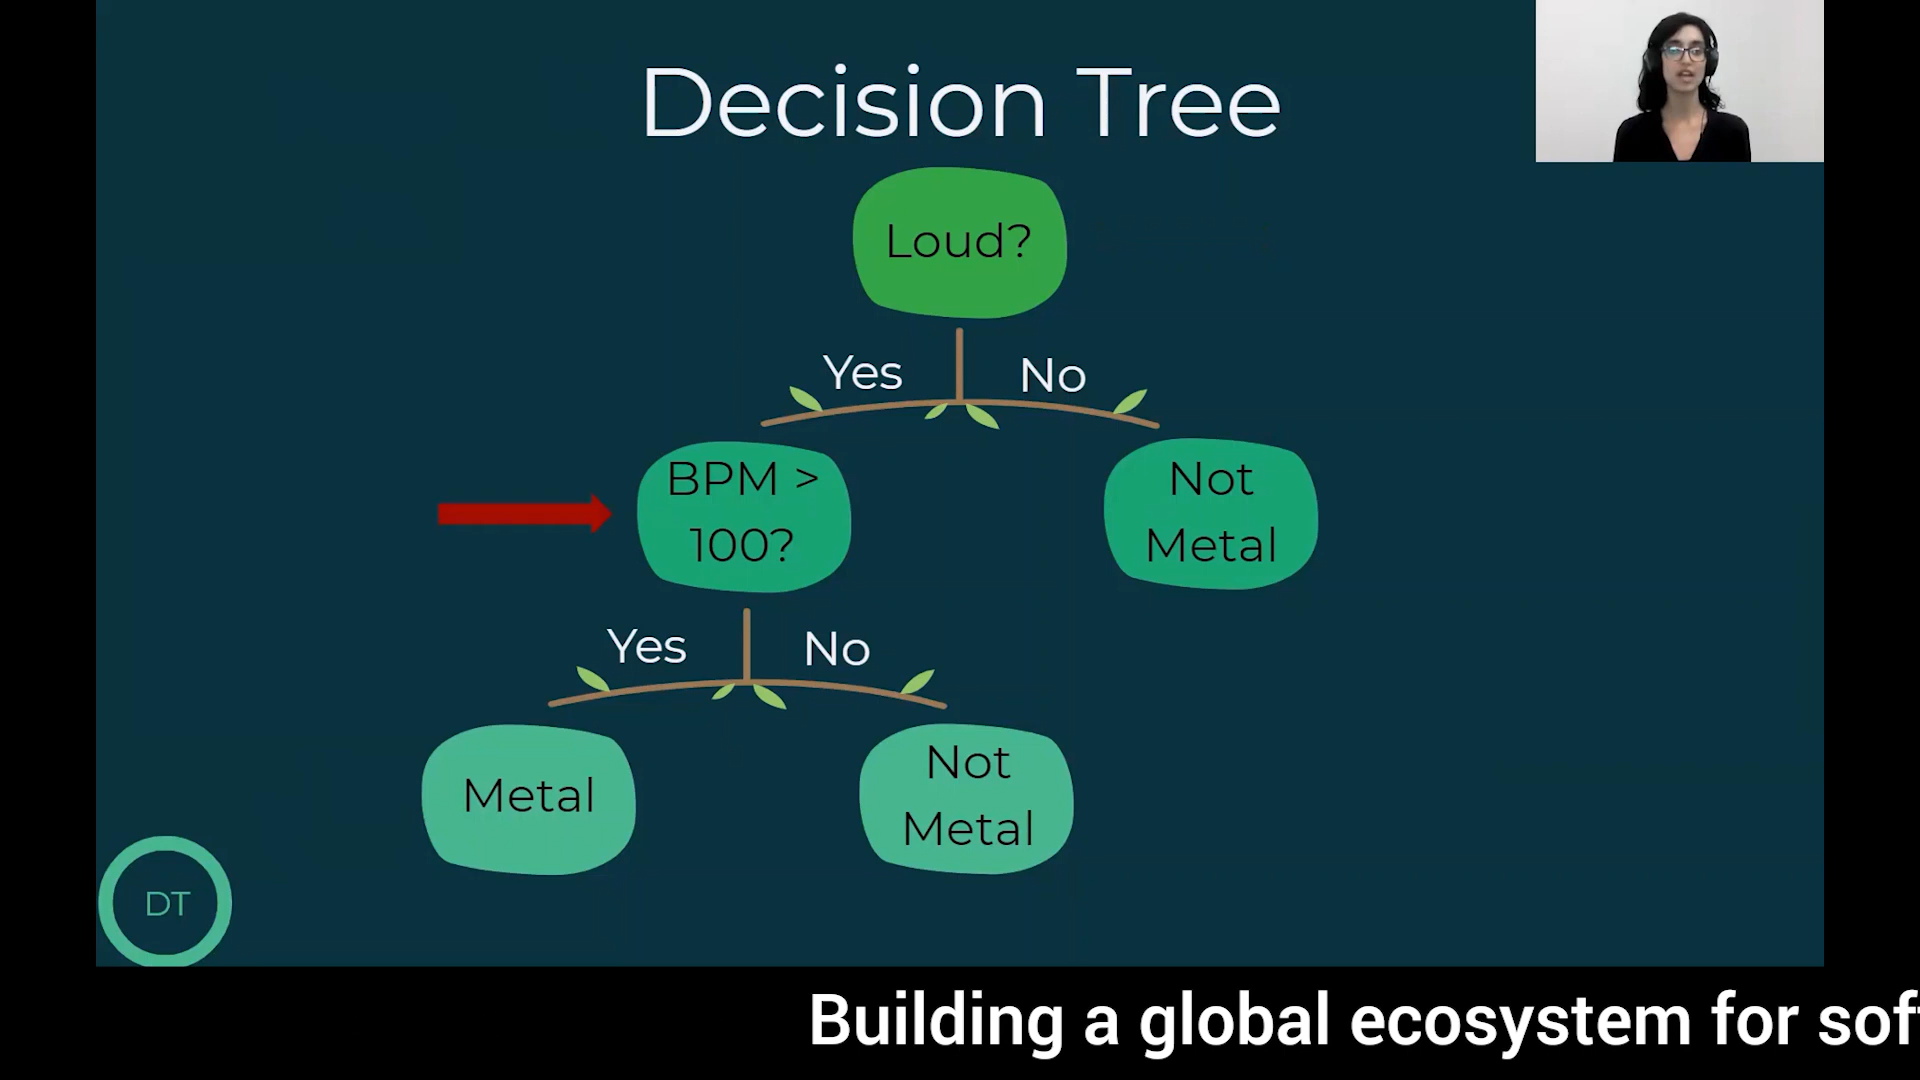 Decision Tree
Loud?
Yes
No
BPM >
100?
Not
Metal
Yes
No
Metal
Not
Metal
DT
Building a global ecosystem for